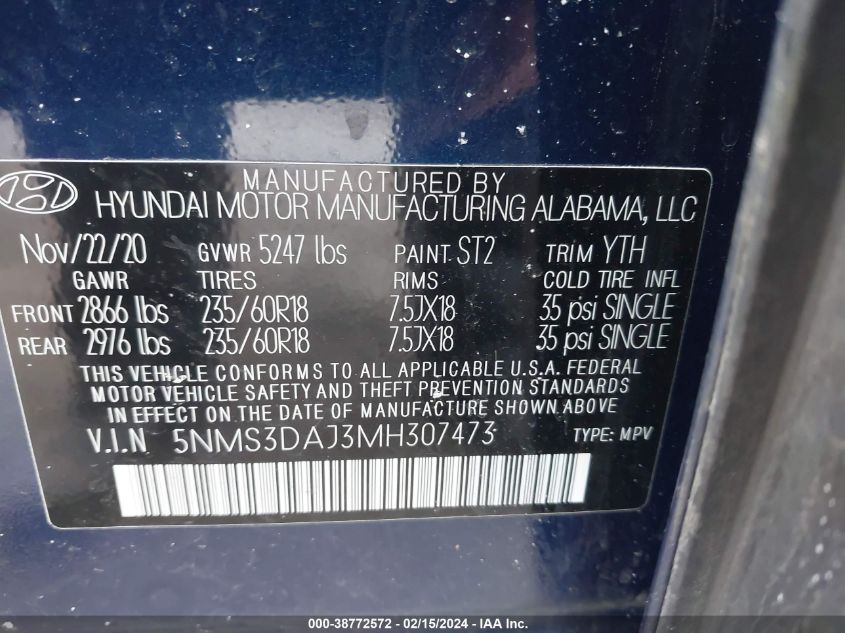 MANUFACTURED BY
HYUNDAI MOTOR MANUFACTURING ALABAMA, LLC
Nov/22/20 GVWR 5247 lbs PAINT ST2 TRIM YTH
GAWR TIRES RIMS COLD TIRE INFL
FRONT 2866 lbs 235/60R18 7.5JX18 35 psi SINGLE
REAR 2976 lbs 235/60R18 7.5JX18 35 psi SINGLE
THIS VEHICLE CONFORMS TO ALL APPLICABLE U.S.A. FEDERAL
MOTOR VEHICLE SAFETY AND THEFT PREVENTION STANDARDS
IN EFFECT ON THE DATE OF MANUFACTURE SHOWN ABOVE.
V.I.N 5NMS3DAJ3MH307473 TYPE: MPV
000-38772572 - 02/15/2024 - IAA Inc.